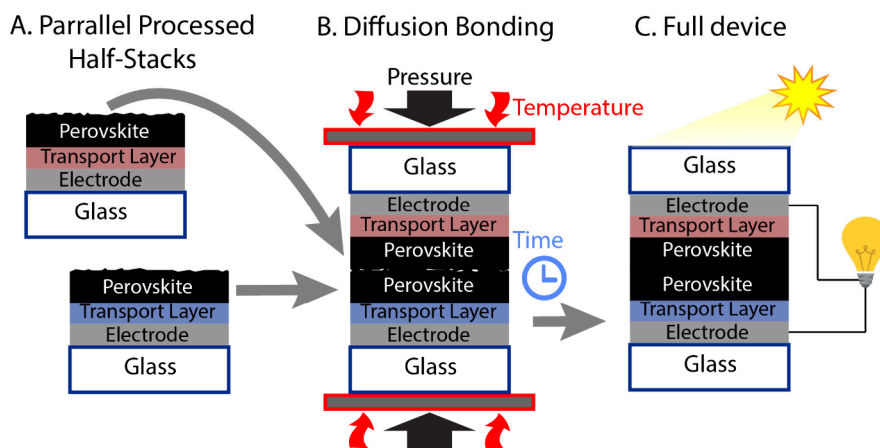 A. Parrallel Processed
Half-Stacks
Perovskite
Transport Layer
Electrode
Glass
Perovskite
Transport Layer
Electrode
Glass
B. Diffusion Bonding
Pressure
Temperature
Glass
Electrode
Transport Layer
Perovskite
Time
Perovskite
Transport Layer
Electrode
Glass
C. Full device
Glass
Electrode
Transport Layer
Perovskite
Perovskite
Transport Layer
Electrode
Glass